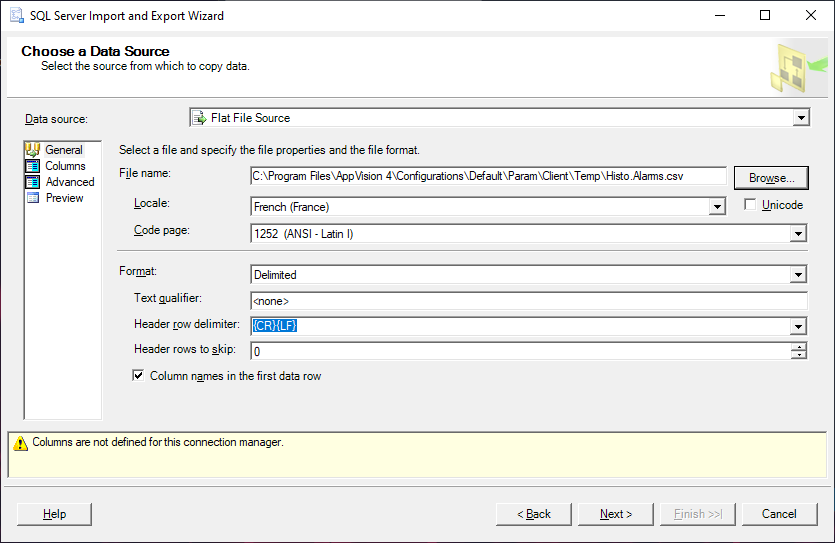 SQL Server Import and Export Wizard
Choose a Data Source
Select the source from which to copy data.
Data source:
Flat File Source
General
Columns
Advanced
Preview
Select a file and specify the file properties and the file format.
File name:
C:\Program Files\AppVision 4\Configurations\Default\Param\Client\Temp\Histo.Alarms.csv
Browse...
Locale:
French (France)
Unicode
Code page:
1252 (ANSI - Latin I)
Format:
Delimited
Text qualifier:
<none>
Header row delimiter:
{CR}{LF}
Header rows to skip:
0
Column names in the first data row
Columns are not defined for this connection manager.
Help
< Back
Next >
Finish >>|
Cancel